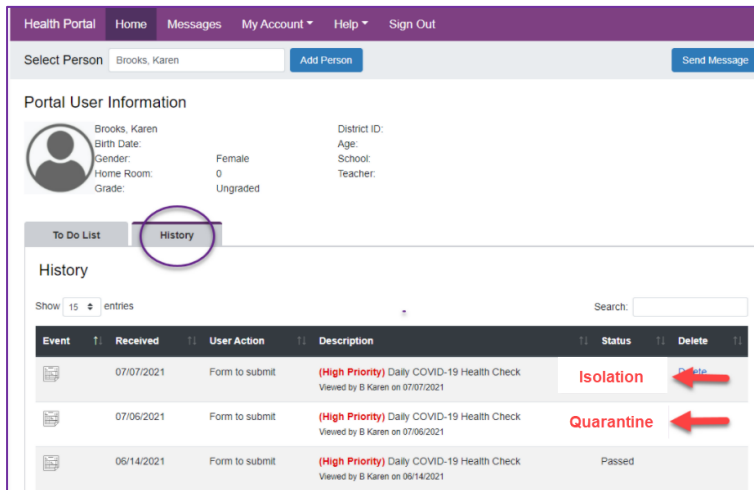 Health Portal Home Messages My Account Help Sign Out
Select Person Brooks, Karen Add Person Send Message
Portal User Information
Brooks, Karen District ID:
Birth Date: Age:
Gender: Female School:
Home Room: 0 Teacher:
Grade: Ungraded
To Do List History
History
Show 15 entries Search:
Event Received User Action Description Status Delete
07/07/2021 Form to submit (High Priority) Daily COVID-19 Health Check Isolation Delete
Viewed by B Karen on 07/07/2021
07/06/2021 Form to submit (High Priority) Daily COVID-19 Health Check Quarantine
Viewed by B Karen on 07/06/2021
06/14/2021 Form to submit (High Priority) Daily COVID-19 Health Check Passed
Viewed by B Karen on 06/14/2021